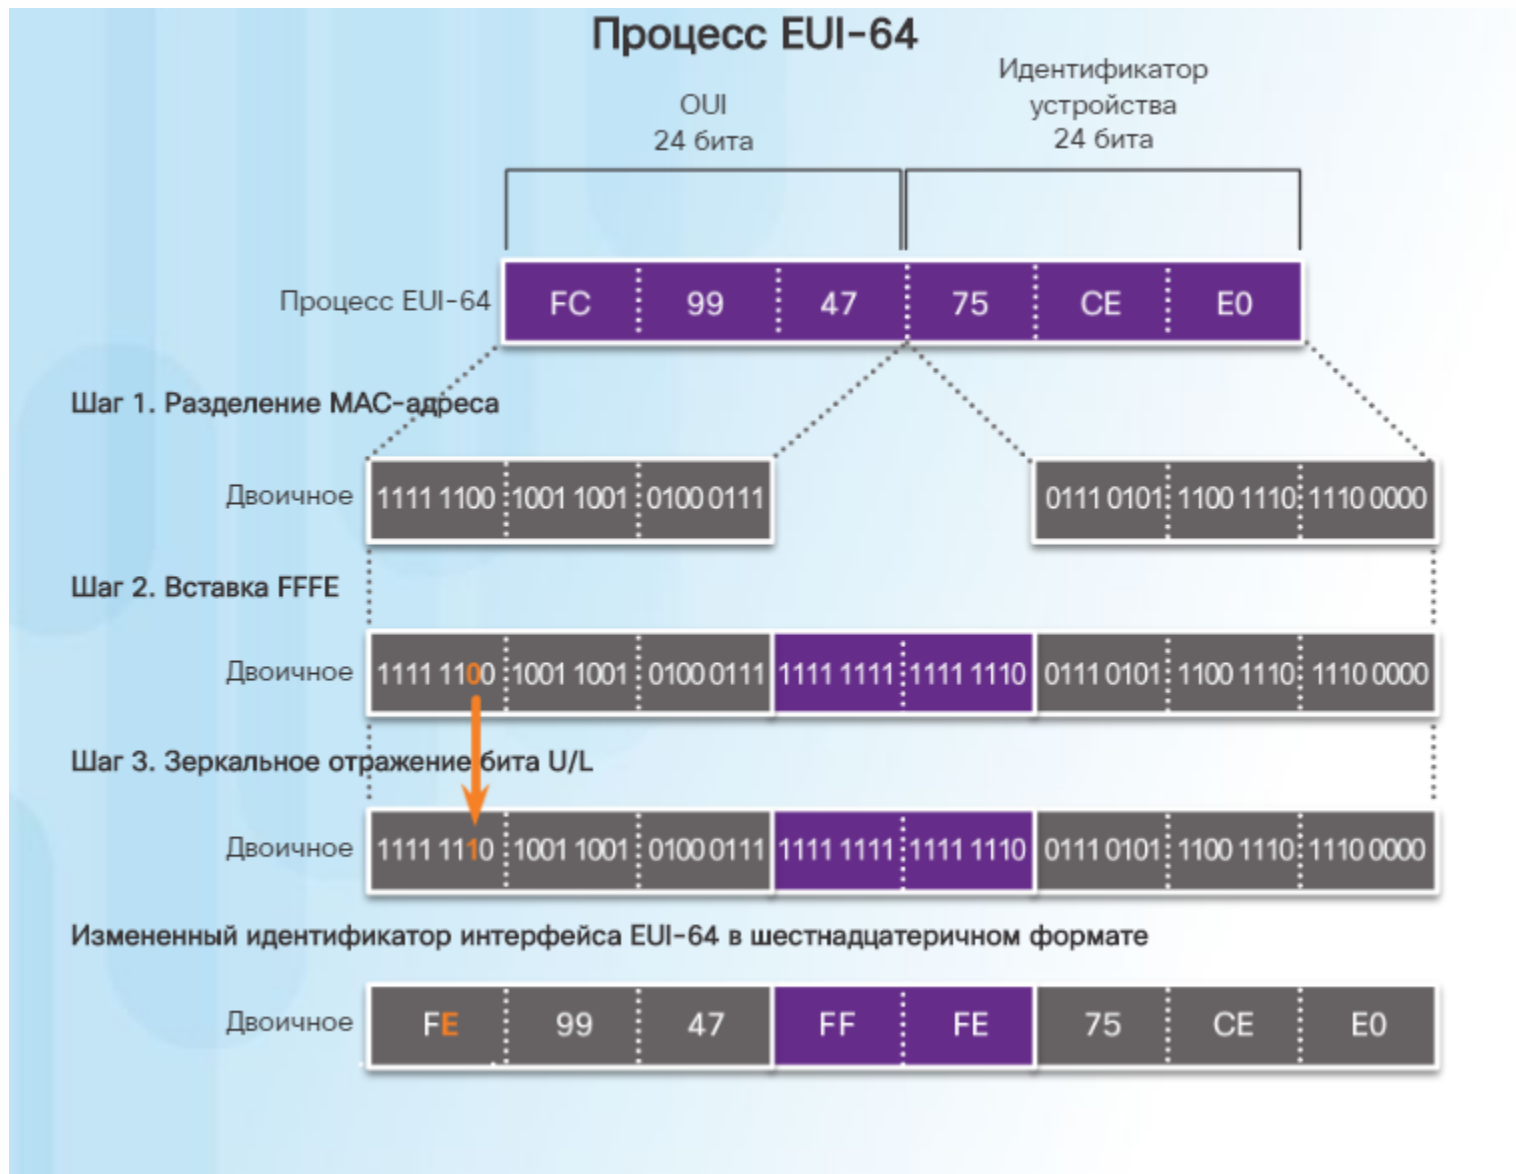 Процесс EUI-64
OUI
24 бита
Идентификатор
устройства
24 бита
Процесс EUI-64 FC 99 47 75 CE E0
Шаг 1. Разделение MAC-адреса
Двоичное 1111 1100 1001 1001 0100 0111 0111 0101 1100 1110 1110 0000
Шаг 2. Вставка FFFE
Двоичное 1111 1100 1001 1001 0100 0111 1111 1111 1111 1110 0111 0101 1100 1110 1110 0000
Шаг 3. Зеркальное отражение бита U/L
Двоичное 1111 1110 1001 1001 0100 0111 1111 1111 1111 1110 0111 0101 1100 1110 1110 0000
Измененный идентификатор интерфейса EUI-64 в шестнадцатеричном формате
Двоичное FE 99 47 FF FE 75 CE E0